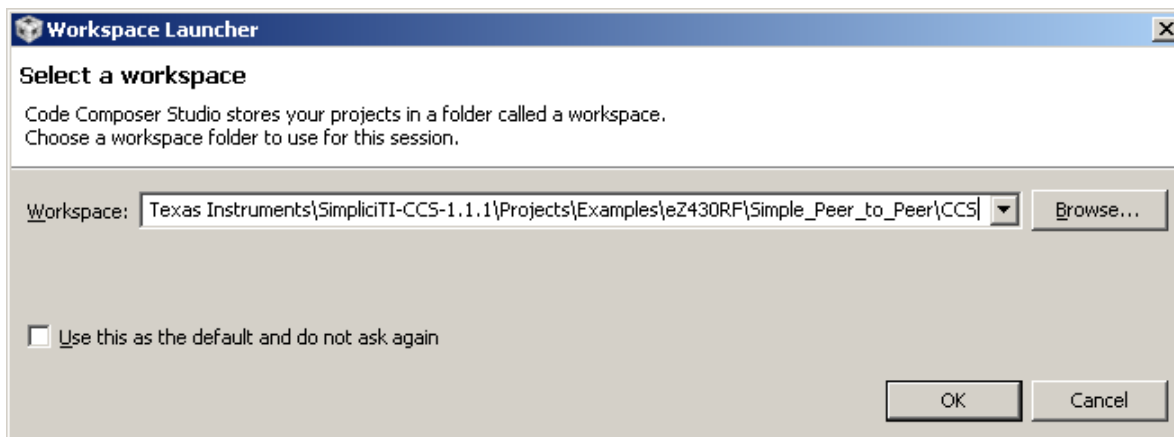 Workspace Launcher
Select a workspace
Code Composer Studio stores your projects in a folder called a workspace.
Choose a workspace folder to use for this session.
Workspace: Texas Instruments\SimpliciTI-CCS-1.1.1\Projects\Examples\eZ430RF\Simple_Peer_to_Peer\CCS Browse...
Use this as the default and do not ask again
OK Cancel